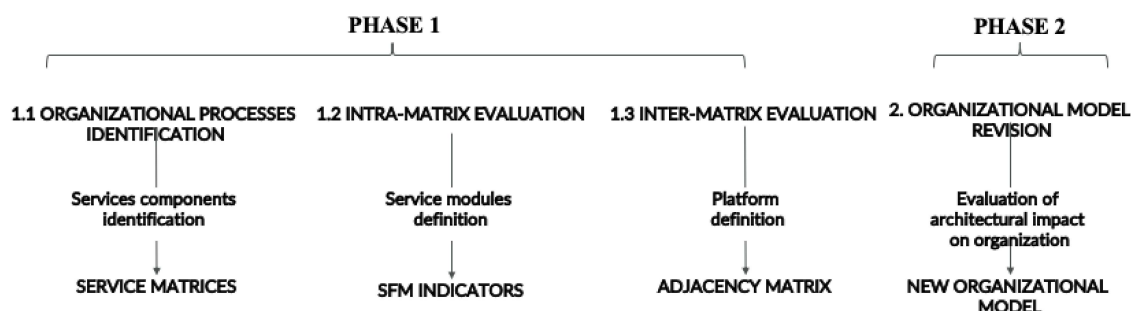 PHASE 1
PHASE 2
1.1 ORGANIZATIONAL PROCESSES
IDENTIFICATION
1.2 INTRA-MATRIX EVALUATION
1.3 INTER-MATRIX EVALUATION
2. ORGANIZATIONAL MODEL
REVISION
Services components
identification
Service modules
definition
Platform
definition
Evaluation of
architectural impact
on organization
SERVICE MATRICES
SFM INDICATORS
ADJACENCY MATRIX
NEW ORGANIZATIONAL
MODEL